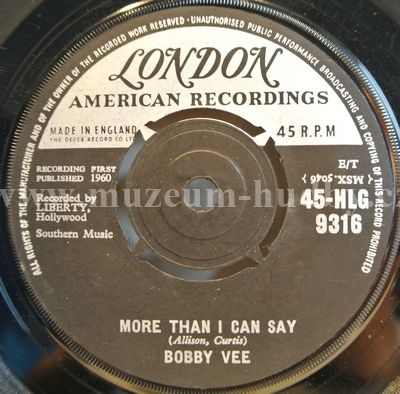 ALL RIGHTS OF THE MANUFACTURER AND OF THE OWNER OF THE RECORDED WORK RESERVED · UNAUTHORISED PUBLIC PERFORMANCE BROADCASTING AND COPYING OF THIS RECORD PROHIBITED
LONDON
AMERICAN RECORDINGS
MADE IN ENGLAND
THE DECCA RECORD CO LTD
45 R.P.M
RECORDING FIRST
PUBLISHED 1960
E/T
(MSX.5046)
Recorded by
LIBERTY,
Hollywood
45-HLG
9316
Southern Music
MORE THAN I CAN SAY
(Allison, Curtis)
BOBBY VEE